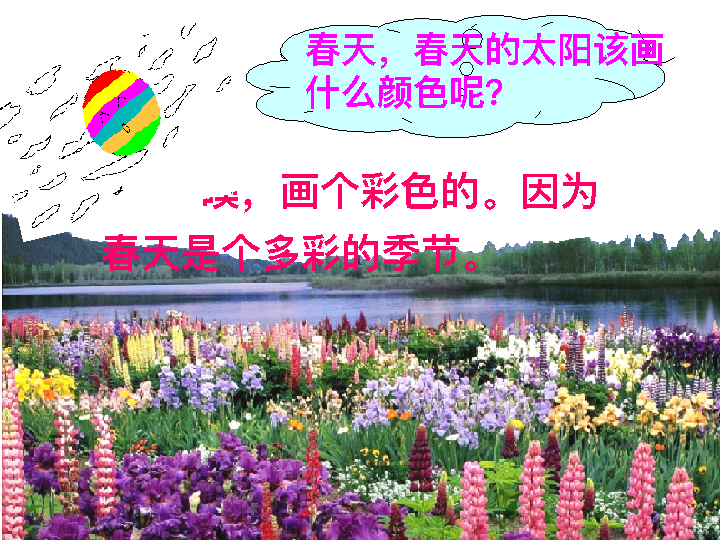 春天，春天的太阳该画
什么颜色呢？
，画个彩色的。因为
春天是个多彩的季节。